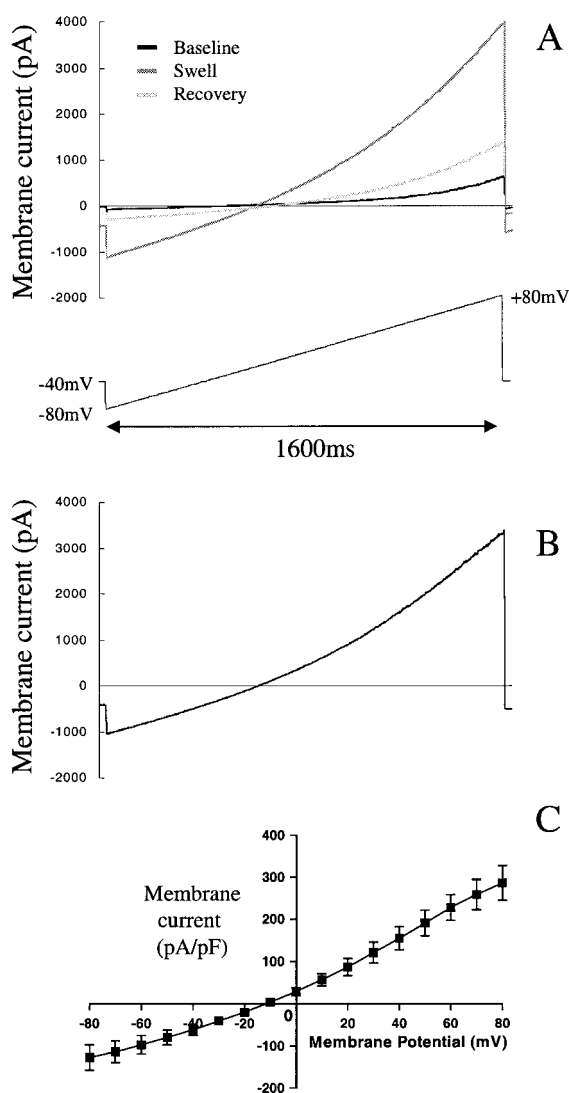 A
Membrane current (pA)
4000
3000
2000
1000
0
-1000
-2000
Baseline
Swell
Recovery
+80mV
-40mV
-80mV
1600ms
B
Membrane current (pA)
4000
3000
2000
1000
0
-1000
-2000
C
Membrane
current
(pA/pF)
400
300
200
100
0
-100
-200
-80 -60 -40 -20 20 40 60 80
Membrane Potential (mV)